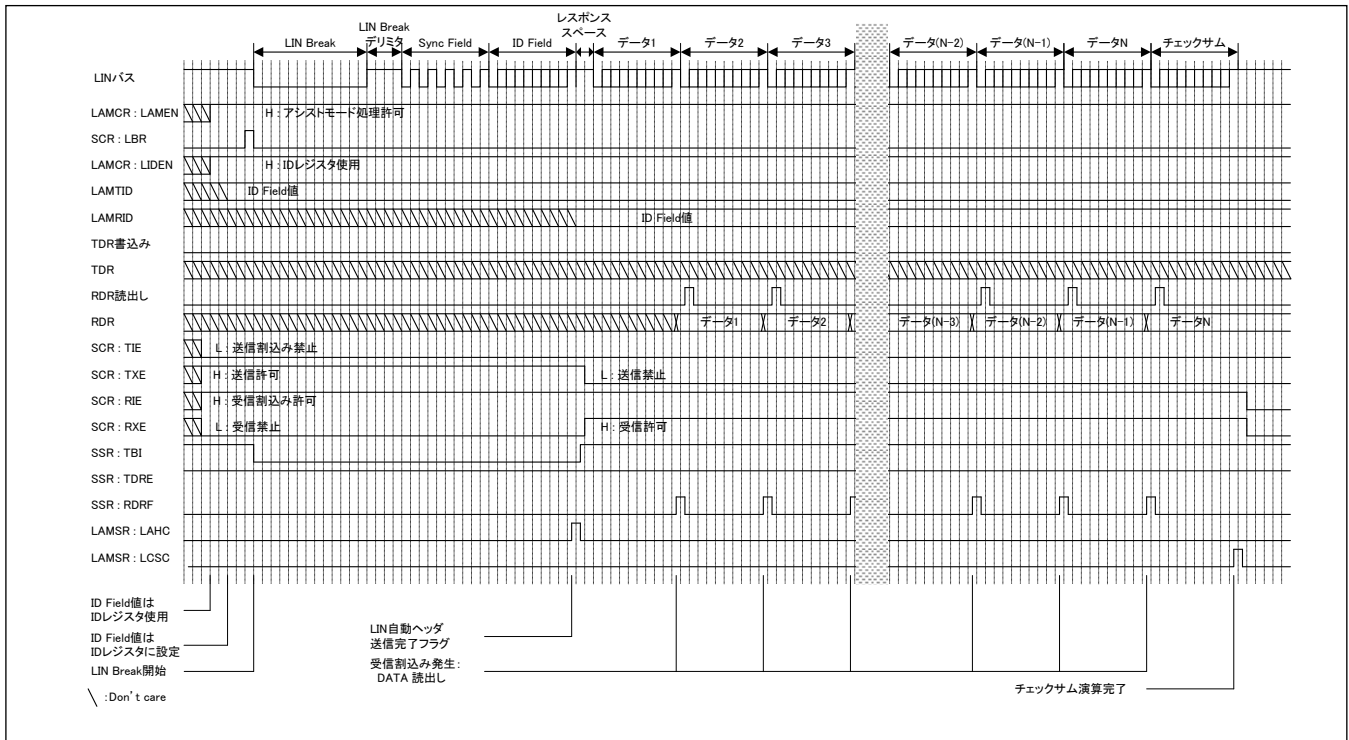 LIN Break
LIN Break
デリミタ
Sync Field
ID Field
レスポンス
スペース
データ1
データ2
データ3
データ(N-2)
データ(N-1)
データN
チェックサム
LINバス
LAMCR : LAMEN
H : アシストモード処理許可
SCR : LBR
LAMCR : LIDEN
H : IDレジスタ使用
LAMTID
ID Field値
LAMRID
ID Field値
TDR書込み
TDR
RDR読出し
RDR
データ1
データ2
データ(N-3)
データ(N-2)
データ(N-1)
データN
SCR : TIE
L : 送信割込み禁止
SCR : TXE
H : 送信許可
L : 送信禁止
SCR : RIE
H : 受信割込み許可
SCR : RXE
L : 受信禁止
H : 受信許可
SSR : TBI
SSR : TDRE
SSR : RDRF
LAMSR : LAHC
LAMSR : LCSC
ID Field値は
IDレジスタ使用
ID Field値は
IDレジスタに設定
LIN Break開始
LIN自動ヘッダ
送信完了フラグ
受信割込み発生:
DATA 読出し
チェックサム演算完了
\ :Don't care